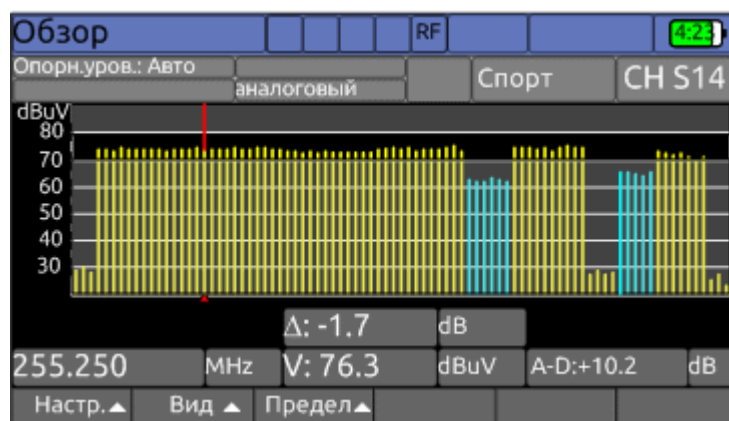 Обзор RF 4:23
Опорн.уров.: Авто
аналоговый Спорт CH S14
dBuV
80
70
60
50
40
30
Δ: -1.7 dB
255.250 MHz V: 76.3 dBuV A-D:+10.2 dB
Настр.▲ Вид ▲ Предел▲